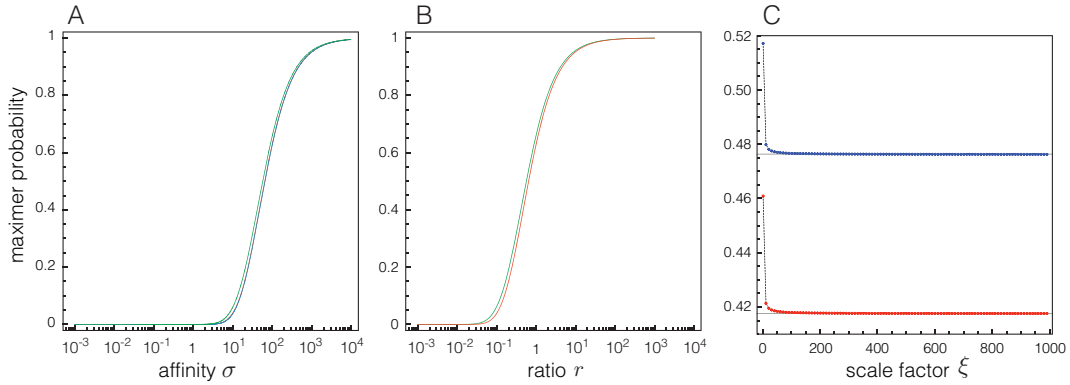 A
B
C
maximer probability
1
0.8
0.6
0.4
0.2
0
10⁻³ 10⁻² 10⁻¹ 1 10¹ 10² 10³ 10⁴
affinity σ
1
0.8
0.6
0.4
0.2
0
10⁻³ 10⁻² 10⁻¹ 1 10¹ 10² 10³ 10⁴
ratio r
0.52
0.50
0.48
0.46
0.44
0.42
0 200 400 600 800 1000
scale factor ξ